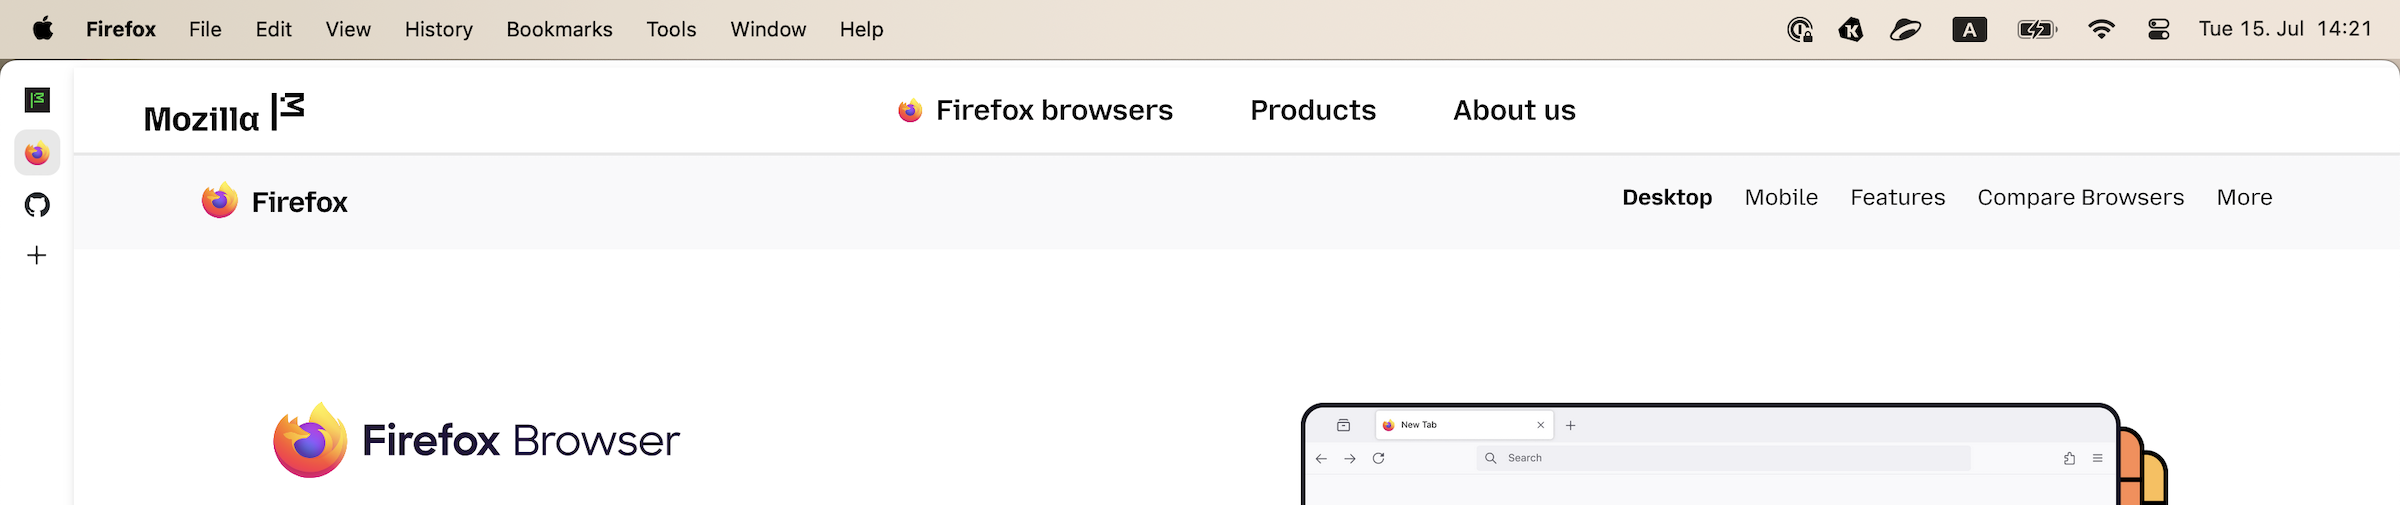 Firefox File Edit View History Bookmarks Tools Window Help A Tue 15. Jul 14:21
Mozilla Firefox browsers Products About us
Firefox Desktop Mobile Features Compare Browsers More
Firefox Browser
New Tab
Search